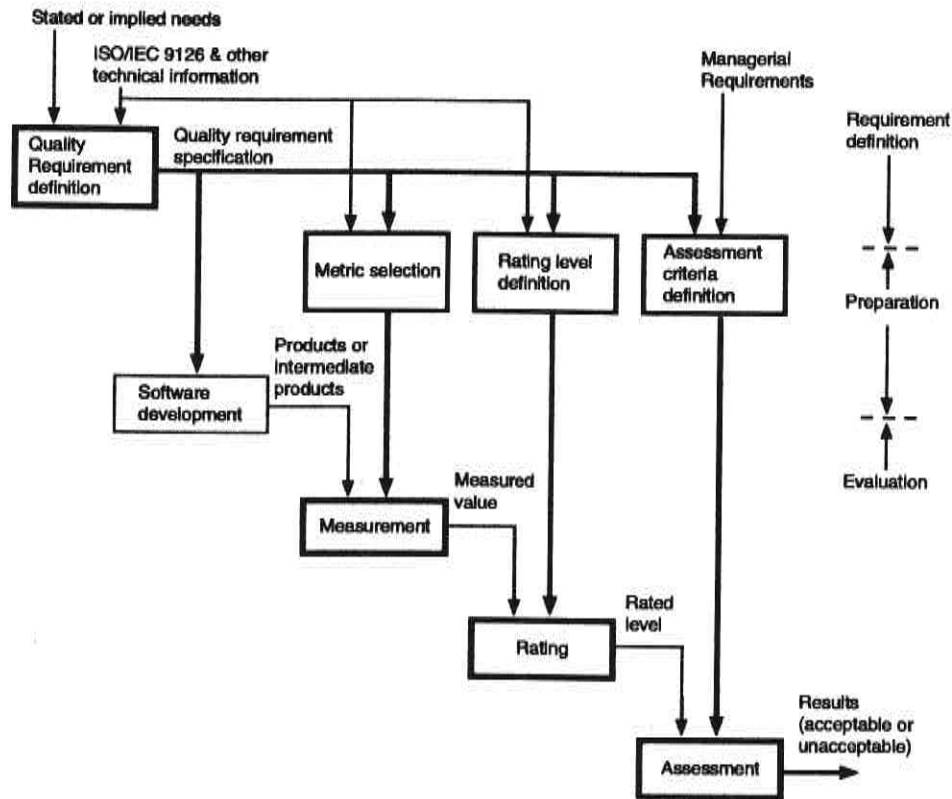 Stated or implied needs
ISO/IEC 9126 & other
technical information
Managerial
Requirements
Requirement
definition
Quality
Requirement
definition
Quality requirement
specification
Metric selection
Rating level
definition
Assessment
criteria
definition
Preparation
Products or
intermediate
products
Software
development
Evaluation
Measured
value
Measurement
Rated
level
Rating
Results
(acceptable or
unacceptable)
Assessment